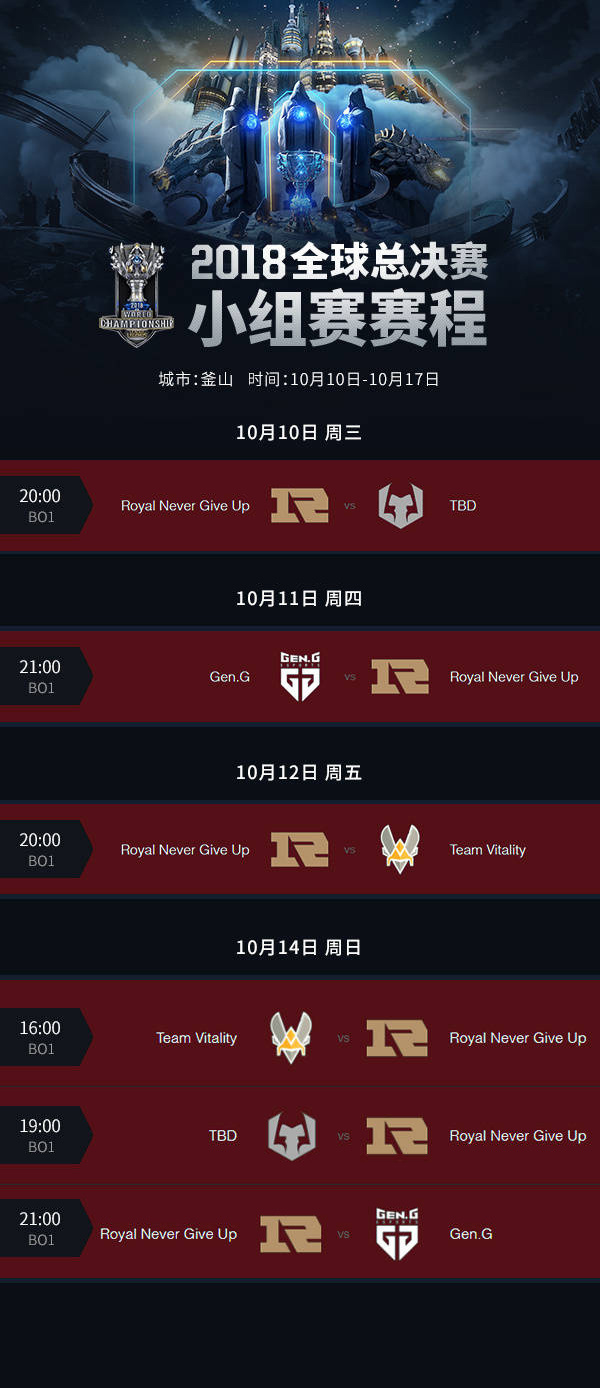 2018全球总决赛
小组赛赛程
2018
WORLD
CHAMPIONSHIP
城市:釜山 时间:10月10日-10月17日
10月10日 周三
20:00
BO1
Royal Never Give Up
vs
TBD
10月11日 周四
21:00
BO1
Gen.G
GEN.G
ESPORTS
vs
Royal Never Give Up
10月12日 周五
20:00
BO1
Royal Never Give Up
vs
Team Vitality
10月14日 周日
16:00
BO1
Team Vitality
vs
Royal Never Give Up
19:00
BO1
TBD
vs
Royal Never Give Up
21:00
BO1
Royal Never Give Up
vs
GEN.G
ESPORTS
Gen.G